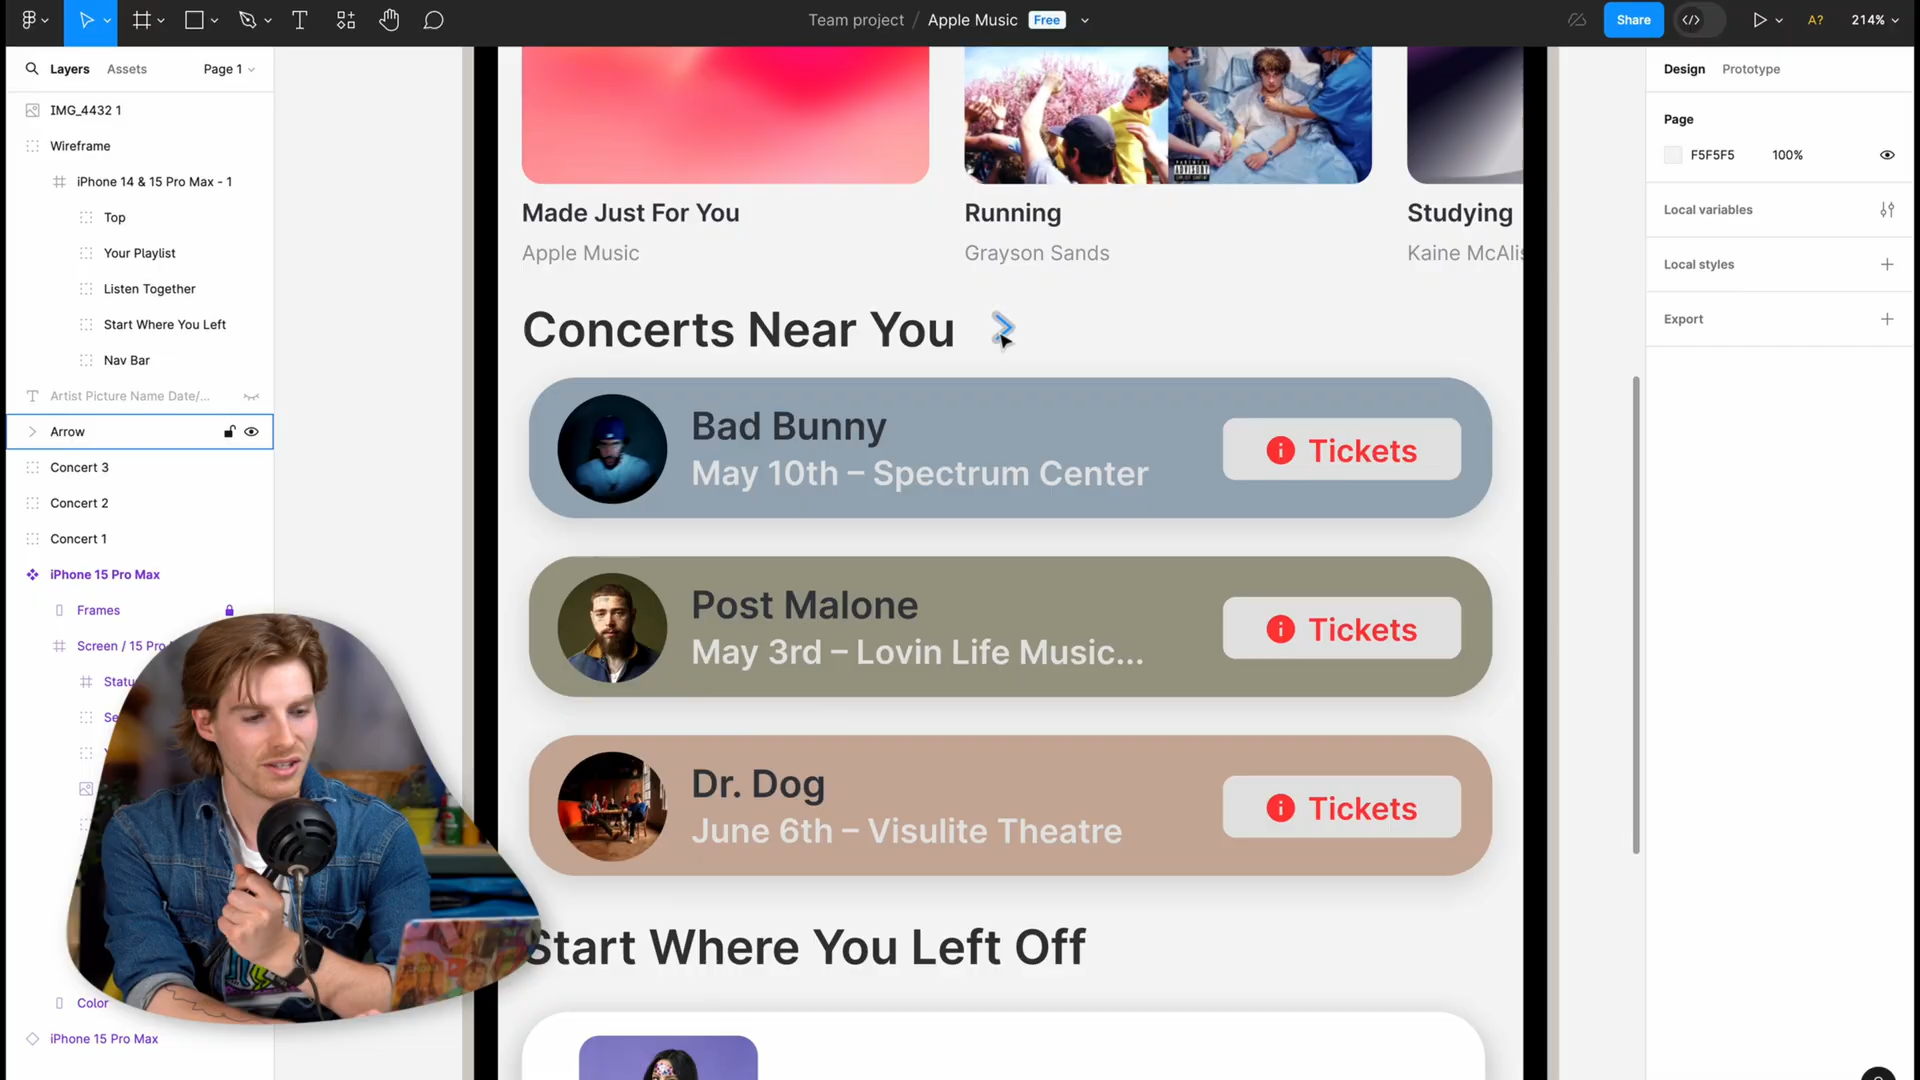 Team project / Apple Music Free
Share
A?
214%
Layers Assets Page 1
IMG_4432 1
Wireframe
iPhone 14 & 15 Pro Max - 1
Top
Your Playlist
Listen Together
Start Where You Left
Nav Bar
Artist Picture Name Date/...
Arrow
Concert 3
Concert 2
Concert 1
iPhone 15 Pro Max
Frames
Screen / 15 Pro
Statu
Se
Color
iPhone 15 Pro Max
Made Just For You
Apple Music
Running
Grayson Sands
Studying
Kaine McAlis
Concerts Near You
Bad Bunny
May 10th – Spectrum Center
Tickets
Post Malone
May 3rd – Lovin Life Music...
Tickets
Dr. Dog
June 6th – Visulite Theatre
Tickets
Start Where You Left Off
Design Prototype
Page
F5F5F5 100%
Local variables
Local styles
Export